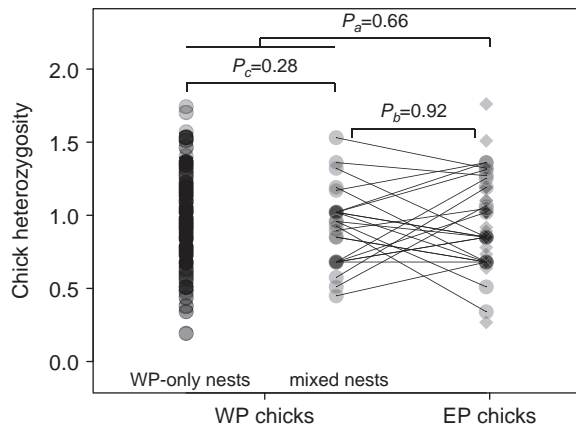 Pa=0.66
2.0
Pc=0.28
Pb=0.92
1.5
1.0
0.5
0.0
Chick heterozygosity
WP-only nests mixed nests
WP chicks EP chicks